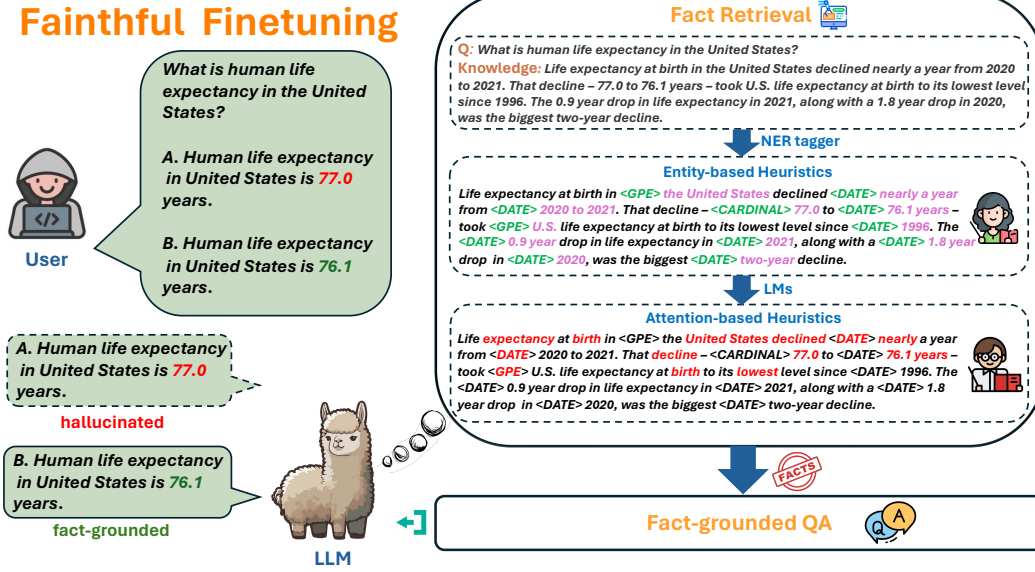 Fainthful Finetuning
What is human life
expectancy in the United
States?
A. Human life expectancy
in United States is 77.0
years.
B. Human life expectancy
in United States is 76.1
years.
User
A. Human life expectancy
in United States is 77.0
years.
hallucinated
B. Human life expectancy
in United States is 76.1
years.
fact-grounded
LLM
Fact Retrieval
Q: What is human life expectancy in the United States?
Knowledge: Life expectancy at birth in the United States declined nearly a year from 2020
to 2021. That decline – 77.0 to 76.1 years – took U.S. life expectancy at birth to its lowest level
since 1996. The 0.9 year drop in life expectancy in 2021, along with a 1.8 year drop in 2020,
was the biggest two-year decline.
NER tagger
Entity-based Heuristics
Life expectancy at birth in <GPE> the United States declined <DATE> nearly a year
from <DATE> 2020 to 2021. That decline – <CARDINAL> 77.0 to <DATE> 76.1 years –
took <GPE> U.S. life expectancy at birth to its lowest level since <DATE> 1996. The
<DATE> 0.9 year drop in life expectancy in <DATE> 2021, along with a <DATE> 1.8 year
drop in <DATE> 2020, was the biggest <DATE> two-year decline.
LMs
Attention-based Heuristics
Life expectancy at birth in <GPE> the United States declined <DATE> nearly a year
from <DATE> 2020 to 2021. That decline – <CARDINAL> 77.0 to <DATE> 76.1 years –
took <GPE> U.S. life expectancy at birth to its lowest level since <DATE> 1996. The
<DATE> 0.9 year drop in life expectancy in <DATE> 2021, along with a <DATE> 1.8
year drop in <DATE> 2020, was the biggest <DATE> two-year decline.
FACTS
Fact-grounded QA
Q A